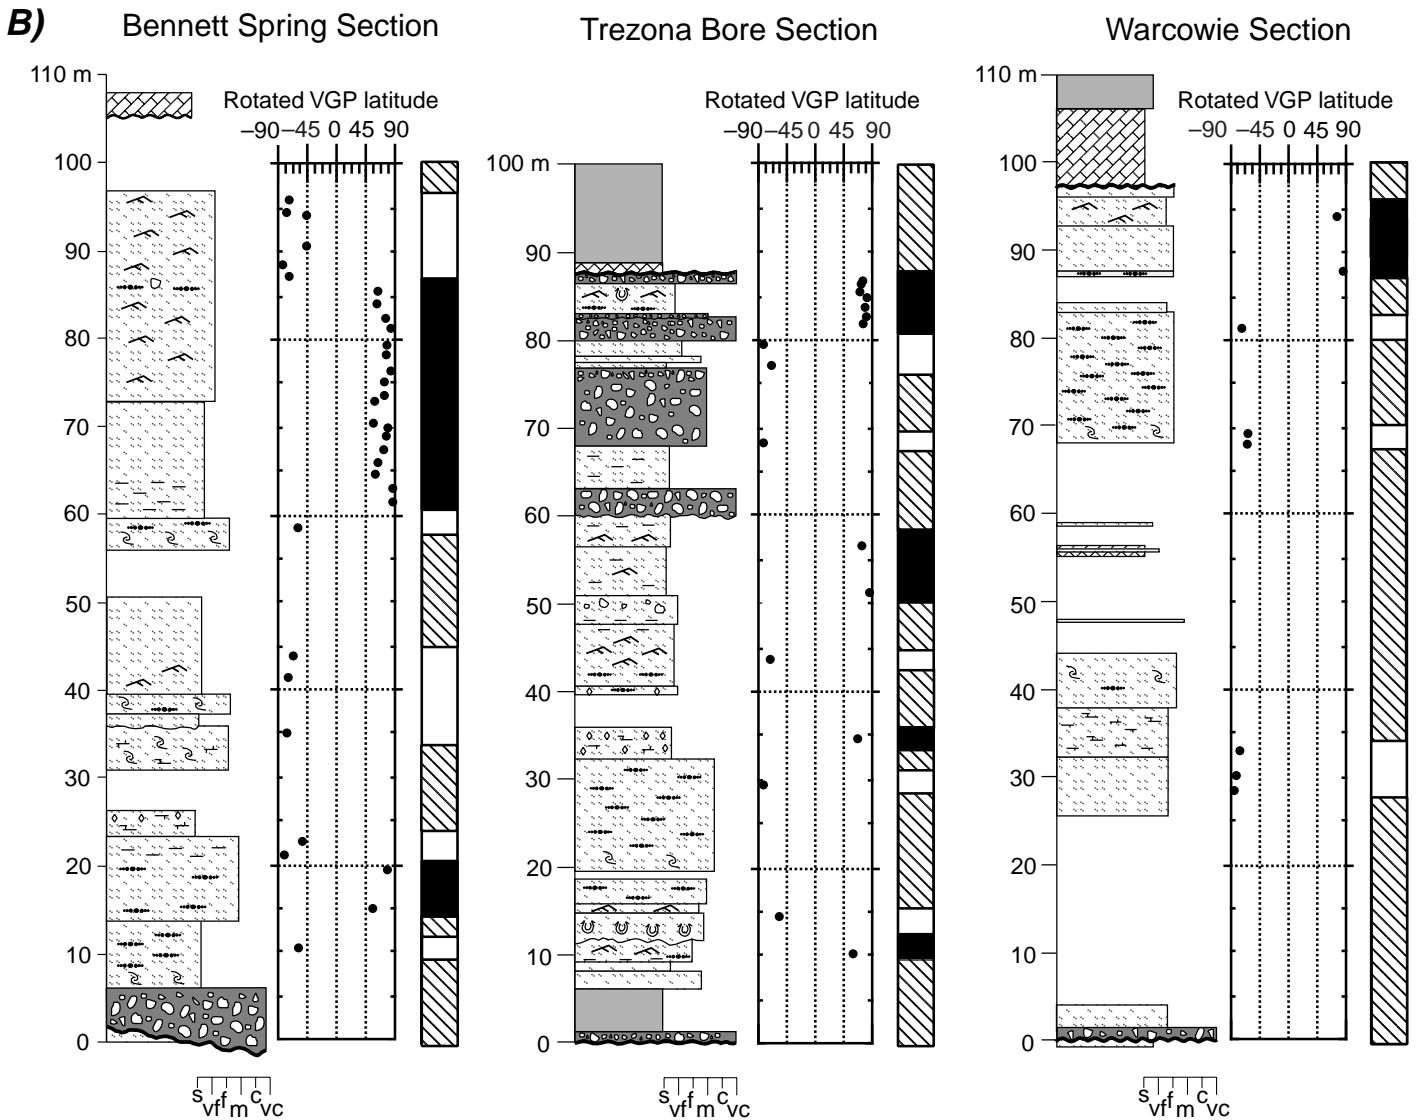 B)
Bennett Spring Section
Trezona Bore Section
Warcowie Section
110 m
100
90
80
70
60
50
40
30
20
10
0
Rotated VGP latitude
–90 –45 0 45 90
s vf f m c vc
100 m
90
80
70
60
50
40
30
20
10
0
Rotated VGP latitude
–90 –45 0 45 90
s vf f m c vc
110 m
100
90
80
70
60
50
40
30
20
10
0
Rotated VGP latitude
–90 –45 0 45 90
s vf f m c vc